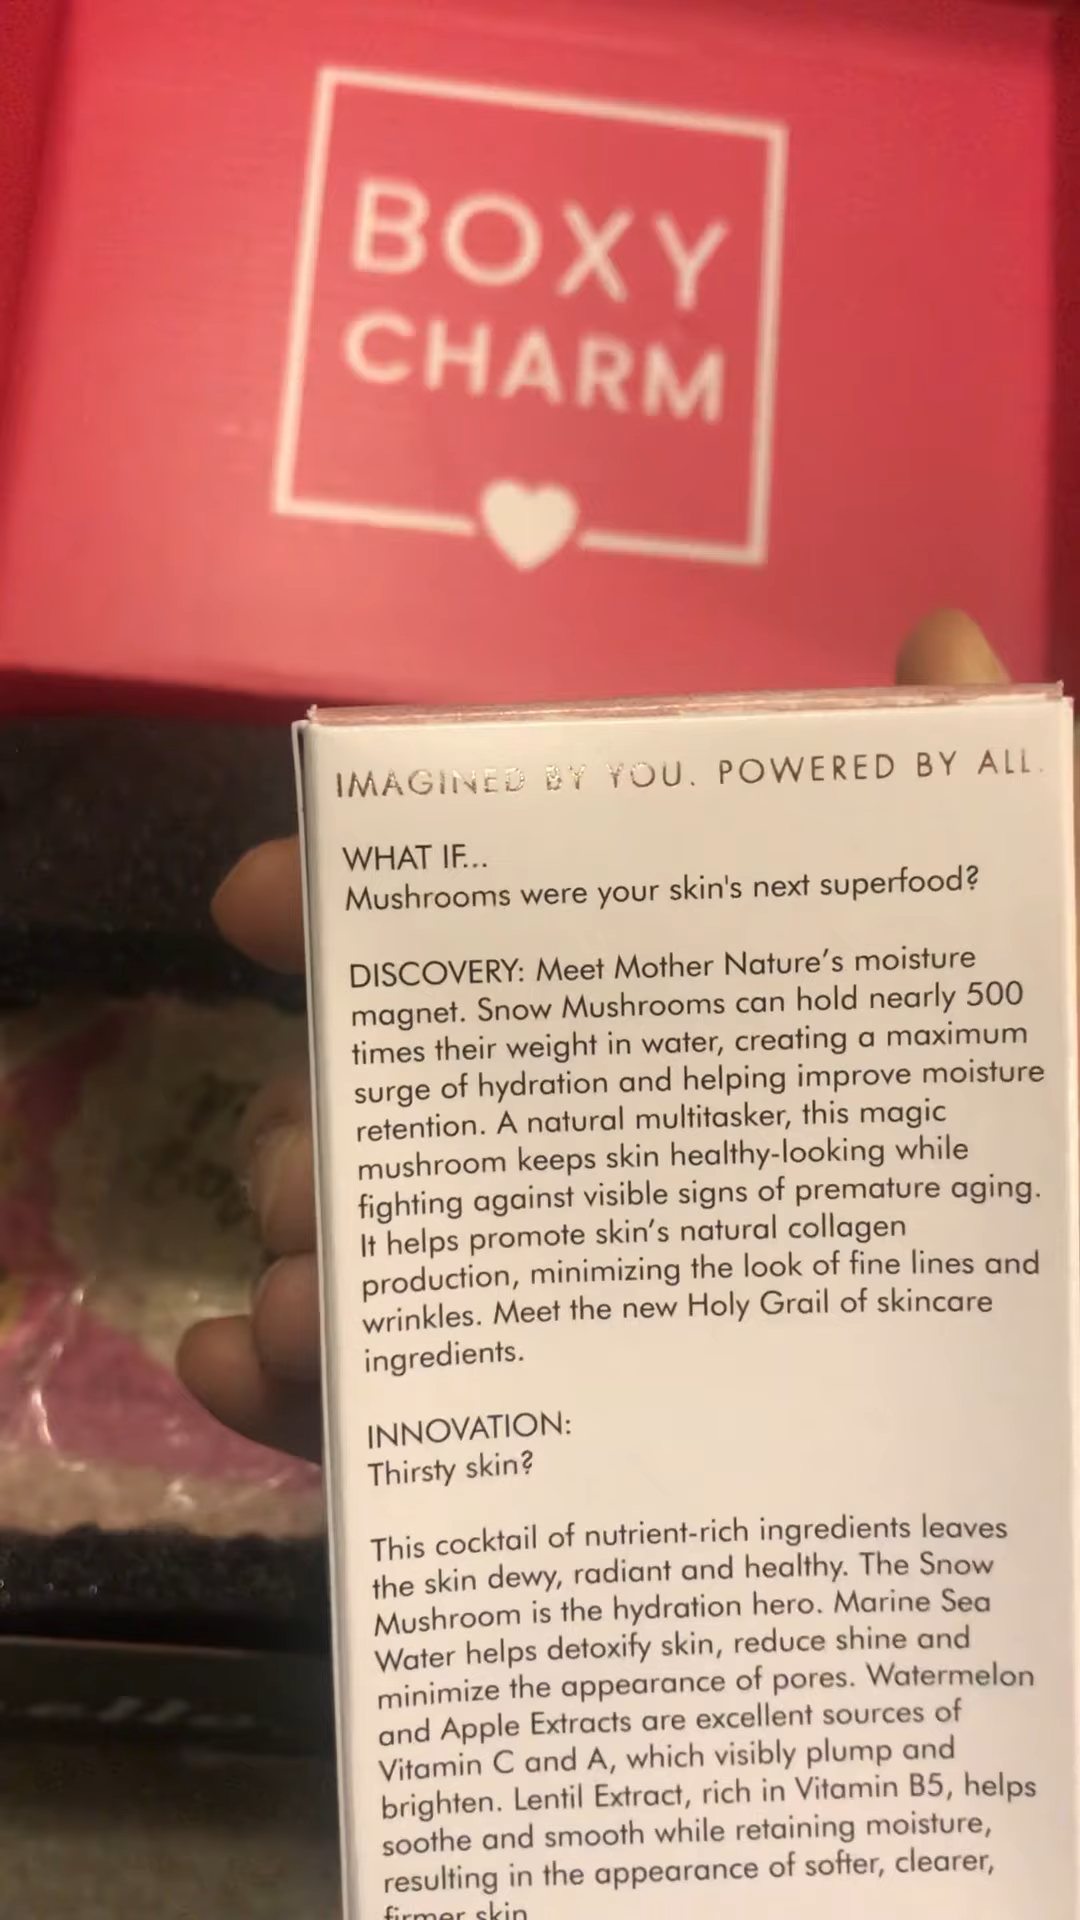 BOXY
CHARM
IMAGINED BY YOU. POWERED BY ALL.
WHAT IF...
Mushrooms were your skin's next superfood?
DISCOVERY: Meet Mother Nature's moisture
magnet. Snow Mushrooms can hold nearly 500
times their weight in water, creating a maximum
surge of hydration and helping improve moisture
retention. A natural multitasker, this magic
mushroom keeps skin healthy-looking while
fighting against visible signs of premature aging.
It helps promote skin's natural collagen
production, minimizing the look of fine lines and
wrinkles. Meet the new Holy Grail of skincare
ingredients.
INNOVATION:
Thirsty skin?
This cocktail of nutrient-rich ingredients leaves
the skin dewy, radiant and healthy. The Snow
Mushroom is the hydration hero. Marine Sea
Water helps detoxify skin, reduce shine and
minimize the appearance of pores. Watermelon
and Apple Extracts are excellent sources of
Vitamin C and A, which visibly plump and
brighten. Lentil Extract, rich in Vitamin B5, helps
soothe and smooth while retaining moisture,
resulting in the appearance of softer, clearer,
firmer skin